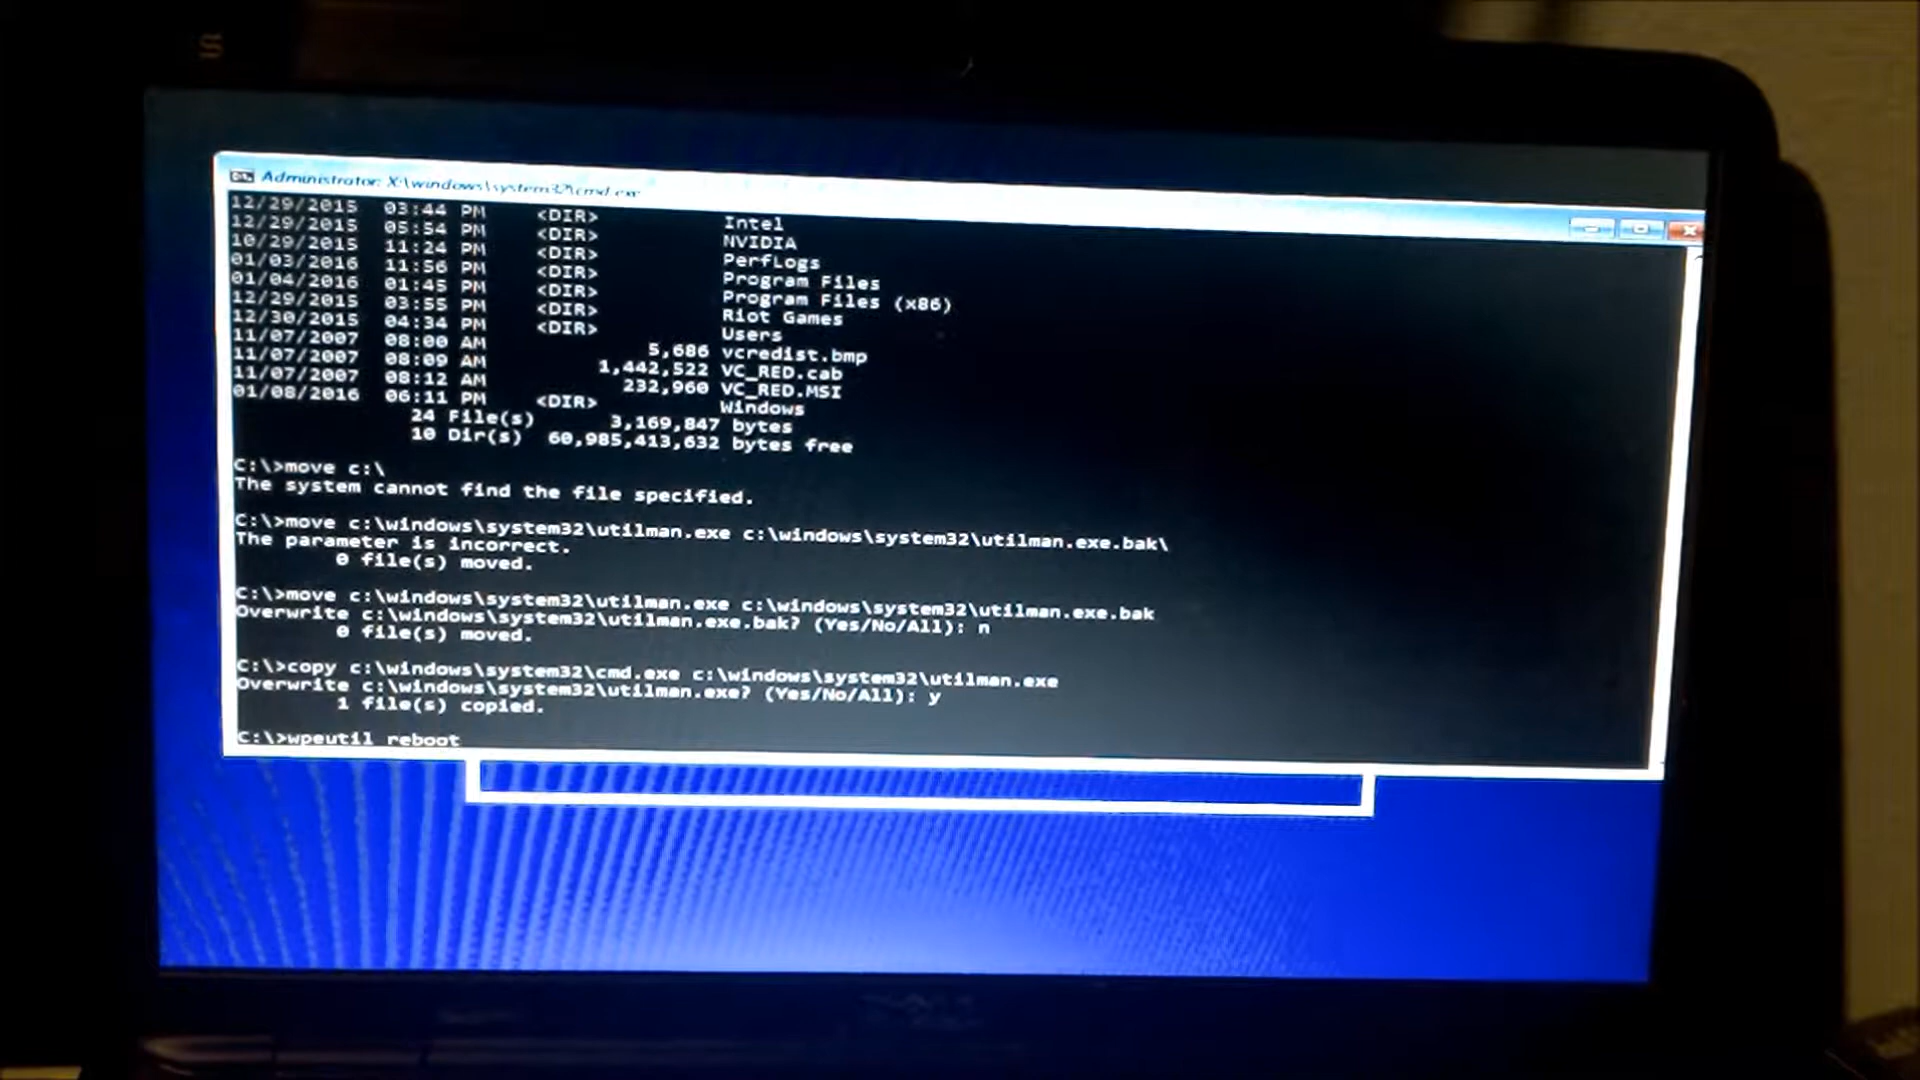 Administrator: X:\windows\system32\cmd.exe
12/29/2015 03:44 PM <DIR> Intel
12/29/2015 05:54 PM <DIR> NVIDIA
10/29/2015 11:24 PM <DIR> PerfLogs
01/03/2016 11:56 PM <DIR> Program Files
01/04/2016 01:45 PM <DIR> Program Files (x86)
12/29/2015 03:55 PM <DIR> Riot Games
12/30/2015 04:34 PM <DIR> Users
11/07/2007 08:00 AM 5,686 vcredist.bmp
11/07/2007 08:09 AM 1,442,522 VC_RED.cab
11/07/2007 08:12 AM 232,960 VC_RED.MSI
01/08/2016 06:11 PM <DIR> Windows
24 File(s) 3,169,847 bytes
10 Dir(s) 60,985,413,632 bytes free
C:\>move c:\
The system cannot find the file specified.
C:\>move c:\windows\system32\utilman.exe c:\windows\system32\utilman.exe.bak\
The parameter is incorrect.
0 file(s) moved.
C:\>move c:\windows\system32\utilman.exe c:\windows\system32\utilman.exe.bak
Overwrite c:\windows\system32\utilman.exe.bak? (Yes/No/All): n
0 file(s) moved.
C:\>copy c:\windows\system32\cmd.exe c:\windows\system32\utilman.exe
Overwrite c:\windows\system32\utilman.exe? (Yes/No/All): y
1 file(s) copied.
C:\>wpeutil reboot